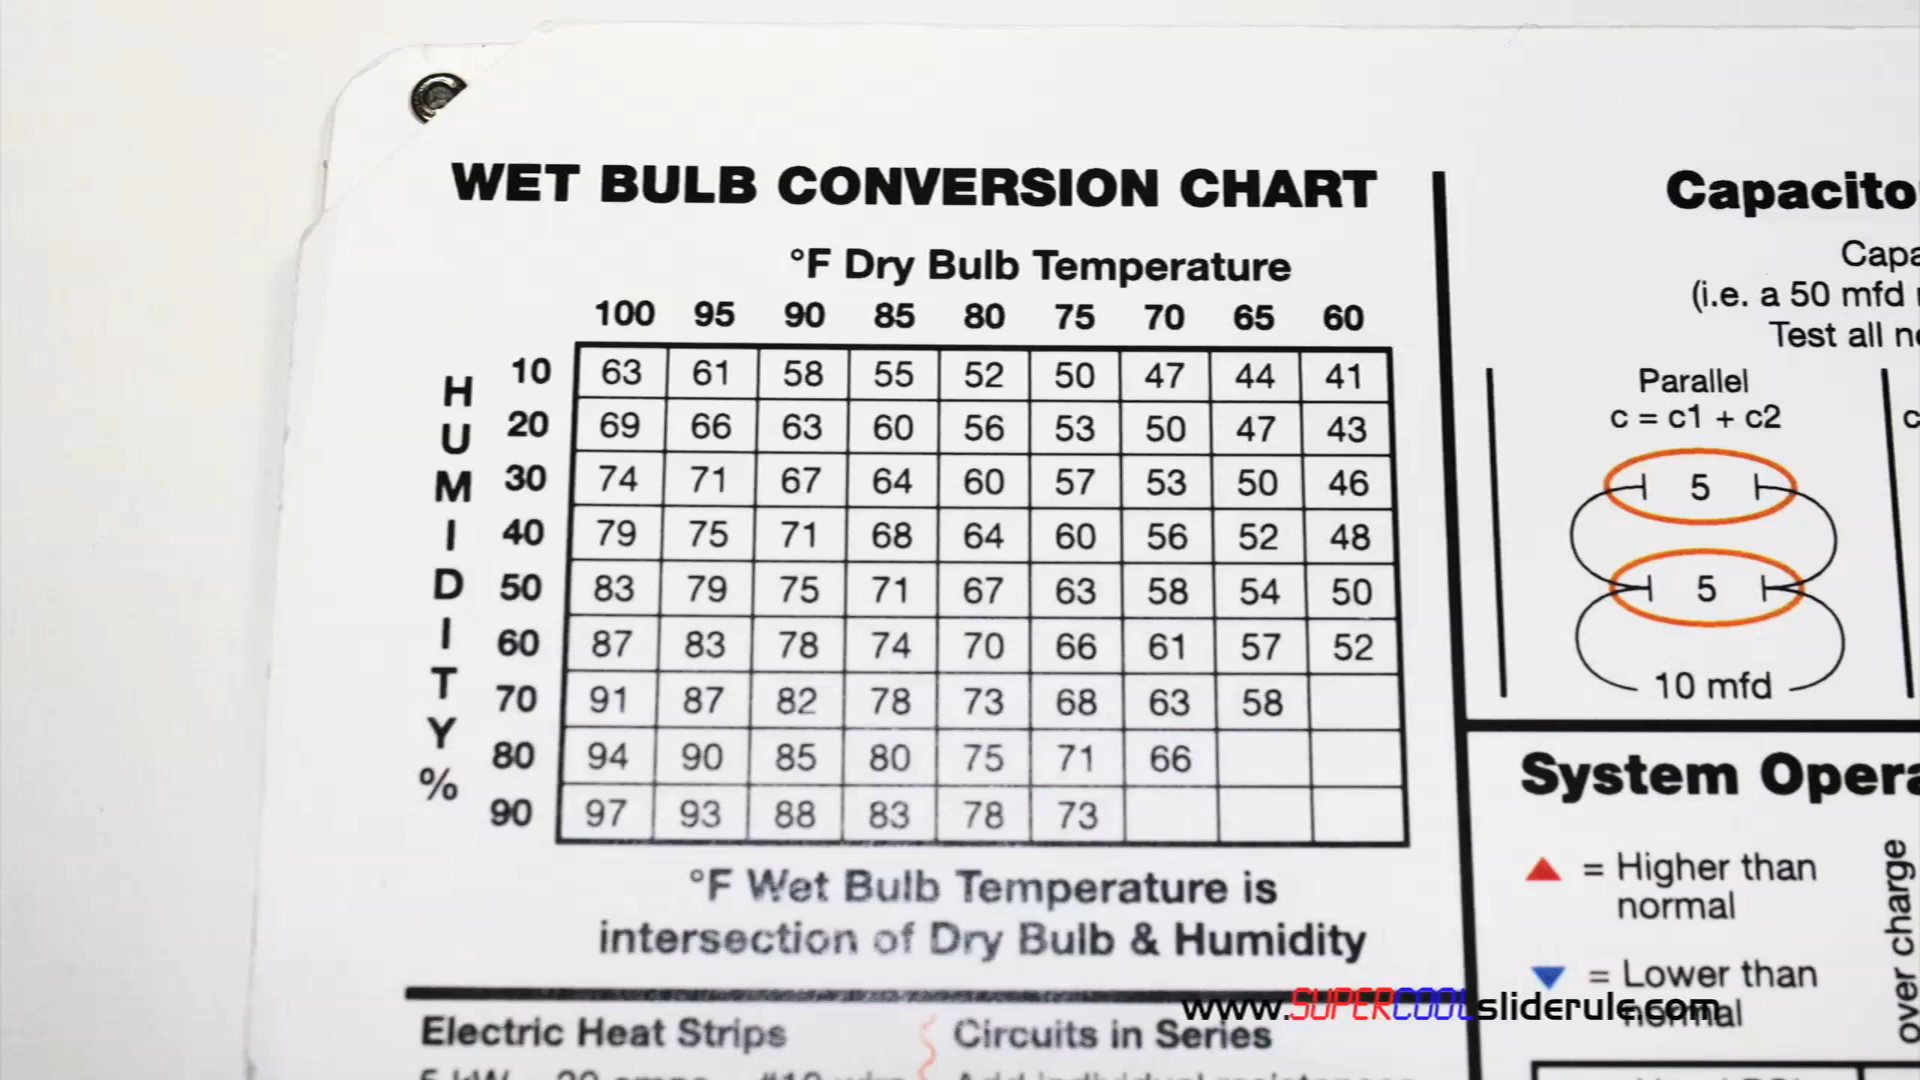 WET BULB CONVERSION CHART
°F Dry Bulb Temperature
100 95 90 85 80 75 70 65 60
HUMIDITY %
10 63 61 58 55 52 50 47 44 41
20 69 66 63 60 56 53 50 47 43
30 74 71 67 64 60 57 53 50 46
40 79 75 71 68 64 60 56 52 48
50 83 79 75 71 67 63 58 54 50
60 87 83 78 74 70 66 61 57 52
70 91 87 82 78 73 68 63 58
80 94 90 85 80 75 71 66
90 97 93 88 83 78 73
°F Wet Bulb Temperature is
intersection of Dry Bulb & Humidity
Electric Heat Strips
Circuits in Series
Capacito
Capa
(i.e. a 50 mfd
Test all
Parallel
c = c1 + c2
c
5
5
10 mfd
System Opera
= Higher than
normal
= Lower than
normal
over charge
www.SUPERCOOLsliderule.com